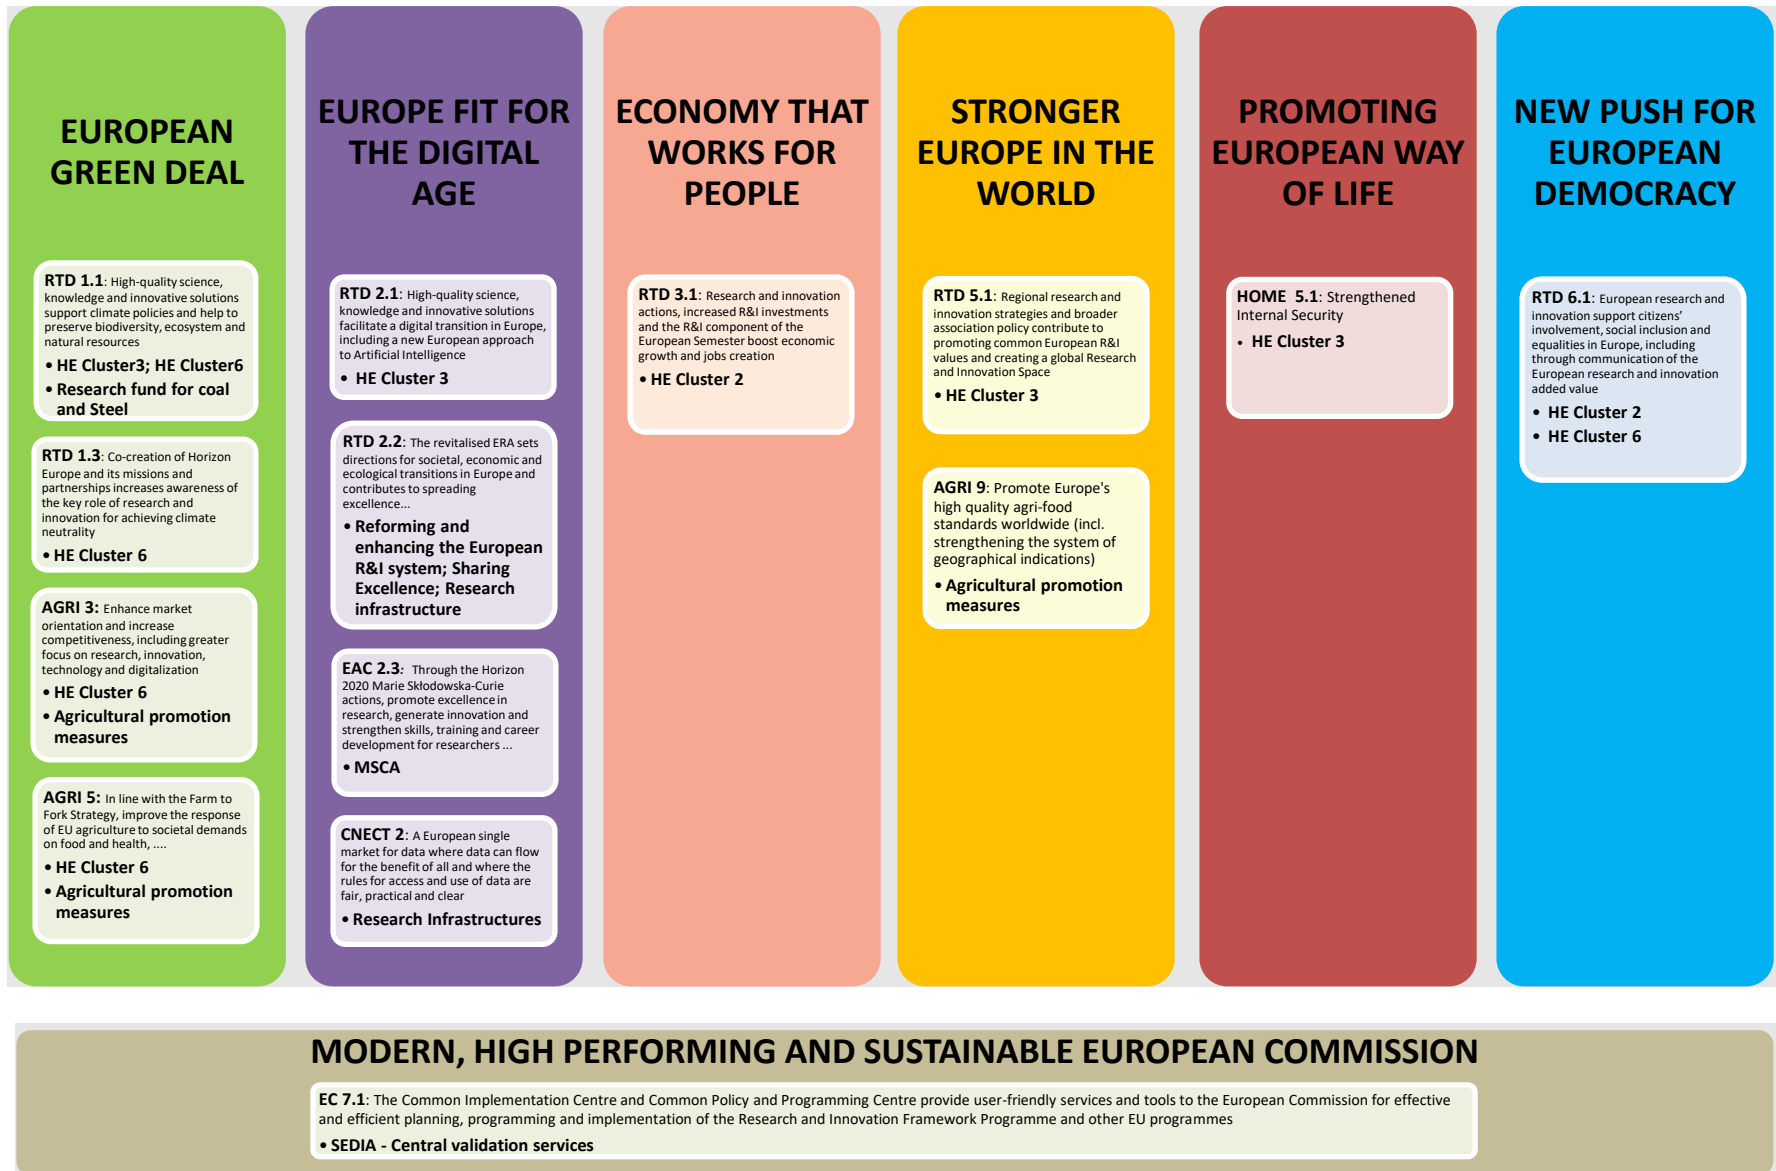 EUROPEAN
GREEN DEAL
RTD 1.1: High-quality science,
knowledge and innovative solutions
support climate policies and help to
preserve biodiversity, ecosystem and
natural resources
• HE Cluster3; HE Cluster6
• Research fund for coal
and Steel
RTD 1.3: Co-creation of Horizon
Europe and its missions and
partnerships increases awareness of
the key role of research and
innovation for achieving climate
neutrality
• HE Cluster 6
AGRI 3: Enhance market
orientation and increase
competitiveness, including greater
focus on research, innovation,
technology and digitalization
• HE Cluster 6
• Agricultural promotion
measures
AGRI 5: In line with the Farm to
Fork Strategy, improve the response
of EU agriculture to societal demands
on food and health, ....
• HE Cluster 6
• Agricultural promotion
measures
EUROPE FIT FOR
THE DIGITAL
AGE
RTD 2.1: High-quality science,
knowledge and innovative solutions
facilitate a digital transition in Europe,
including a new European approach
to Artificial Intelligence
• HE Cluster 3
RTD 2.2: The revitalised ERA sets
directions for societal, economic and
ecological transitions in Europe and
contributes to spreading
excellence...
• Reforming and
enhancing the European
R&I system; Sharing
Excellence; Research
infrastructure
EAC 2.3: Through the Horizon
2020 Marie Skłodowska-Curie
actions, promote excellence in
research, generate innovation and
strengthen skills, training and career
development for researchers ...
• MSCA
CNECT 2: A European single
market for data where data can flow
for the benefit of all and where the
rules for access and use of data are
fair, practical and clear
• Research Infrastructures
ECONOMY THAT
WORKS FOR
PEOPLE
RTD 3.1: Research and innovation
actions, increased R&I investments
and the R&I component of the
European Semester boost economic
growth and jobs creation
• HE Cluster 2
STRONGER
EUROPE IN THE
WORLD
RTD 5.1: Regional research and
innovation strategies and broader
association policy contribute to
promoting common European R&I
values and creating a global Research
and Innovation Space
• HE Cluster 3
AGRI 9: Promote Europe's
high quality agri-food
standards worldwide (incl.
strengthening the system of
geographical indications)
• Agricultural promotion
measures
PROMOTING
EUROPEAN WAY
OF LIFE
HOME 5.1: Strengthened
Internal Security
• HE Cluster 3
NEW PUSH FOR
EUROPEAN
DEMOCRACY
RTD 6.1: European research and
innovation support citizens'
involvement, social inclusion and
equalities in Europe, including
through communication of the
European research and innovation
added value
• HE Cluster 2
• HE Cluster 6
MODERN, HIGH PERFORMING AND SUSTAINABLE EUROPEAN COMMISSION
EC 7.1: The Common Implementation Centre and Common Policy and Programming Centre provide user-friendly services and tools to the European Commission for effective
and efficient planning, programming and implementation of the Research and Innovation Framework Programme and other EU programmes
• SEDIA - Central validation services